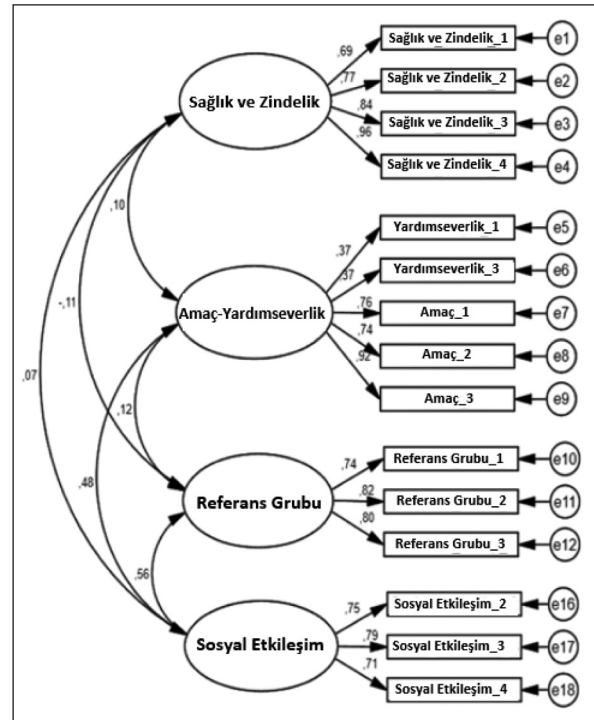 ,69
Sağlık ve Zindelik_1
e1
,77
Sağlık ve Zindelik_2
e2
Sağlık ve Zindelik
,84
Sağlık ve Zindelik_3
e3
,96
Sağlık ve Zindelik_4
e4
,10
,37
Yardımseverlik_1
e5
,37
Yardımseverlik_3
e6
-,11
Amaç-Yardımseverlik
,76
Amaç_1
e7
,74
Amaç_2
e8
,92
Amaç_3
e9
,07
,12
,48
,74
Referans Grubu_1
e10
Referans Grubu
,82
Referans Grubu_2
e11
,80
Referans Grubu_3
e12
,56
,75
Sosyal Etkileşim_2
e16
Sosyal Etkileşim
,79
Sosyal Etkileşim_3
e17
,71
Sosyal Etkileşim_4
e18